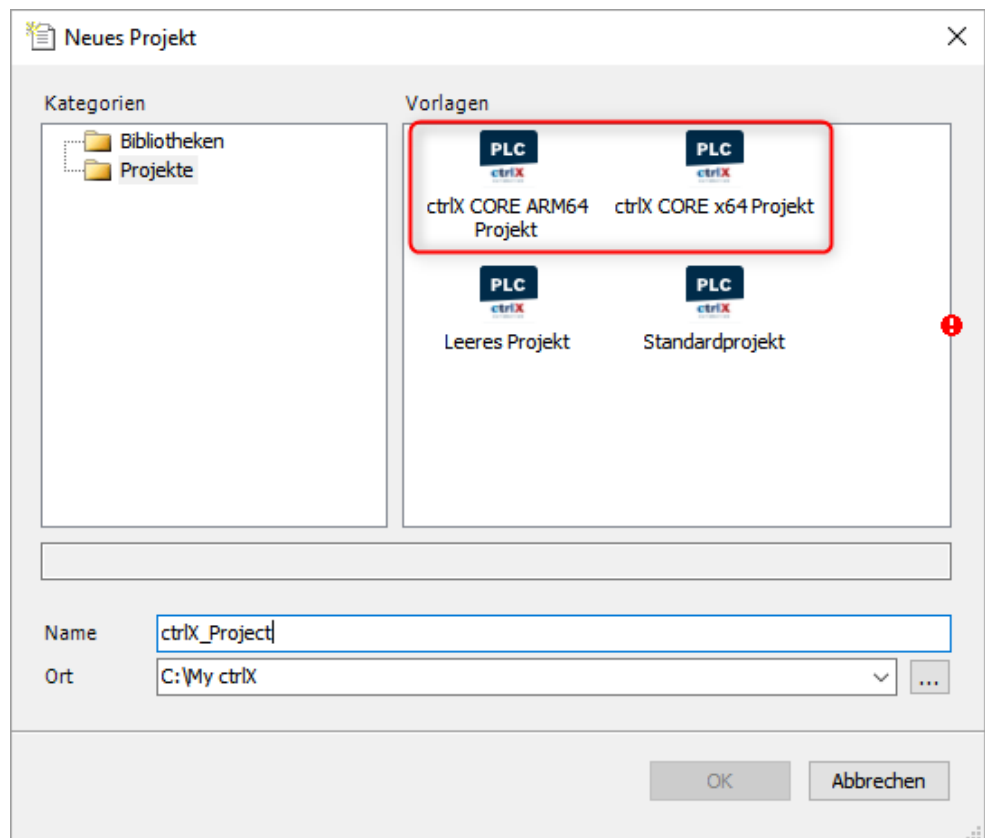 Neues Projekt
Kategorien
Vorlagen
Bibliotheken
Projekte
PLC
ctrlX
PLC
ctrlX
ctrlX CORE ARM64
Projekt
ctrlX CORE x64 Projekt
PLC
ctrlX
PLC
ctrlX
Leeres Projekt
Standardprojekt
Name
ctrlX_Project
Ort
C:\My ctrlX
...
OK
Abbrechen